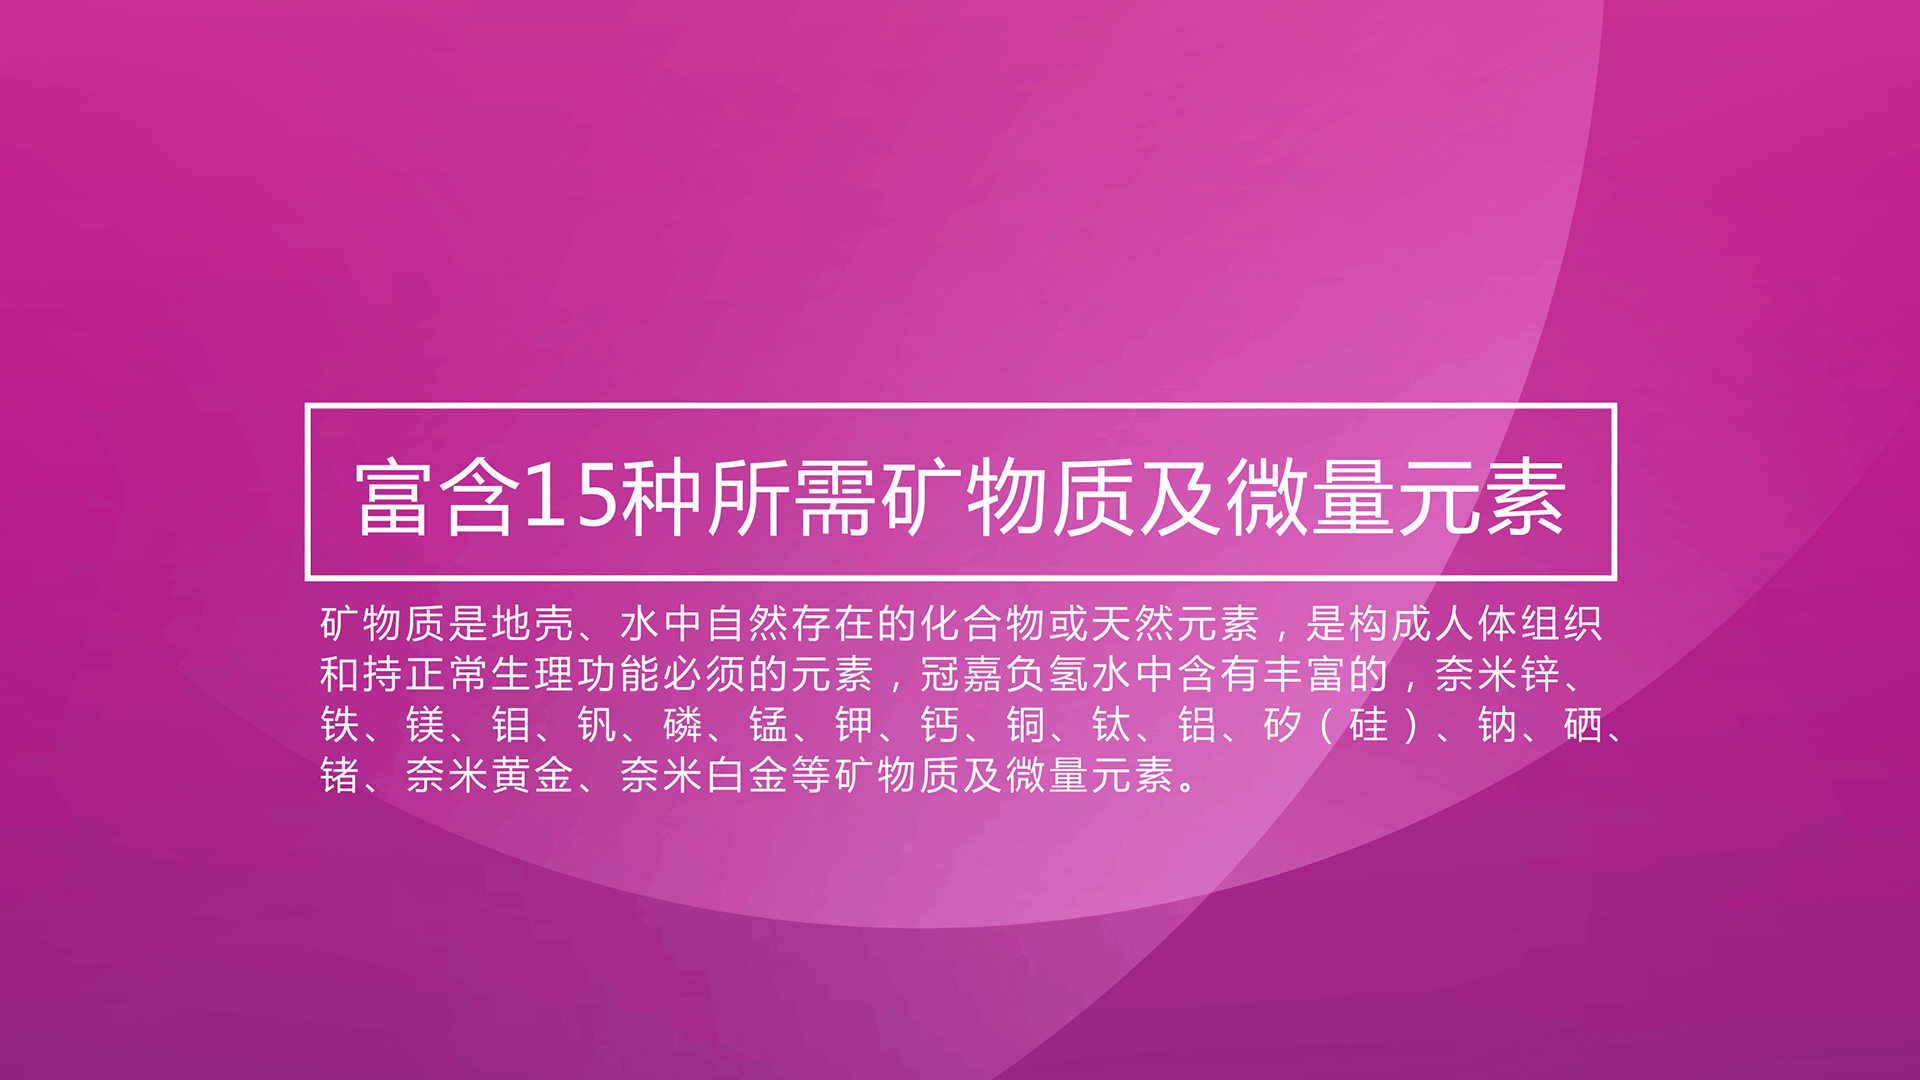 富含15种所需矿物质及微量元素
矿物质是地壳、水中自然存在的化合物或天然元素，是构成人体组织
和持正常生理功能必须的元素，冠嘉负氢水中含有丰富的，奈米锌、
铁、镁、钼、钒、磷、锰、钾、钙、铜、钛、铝、矽（硅）、钠、硒、
锗、奈米黄金、奈米白金等矿物质及微量元素。